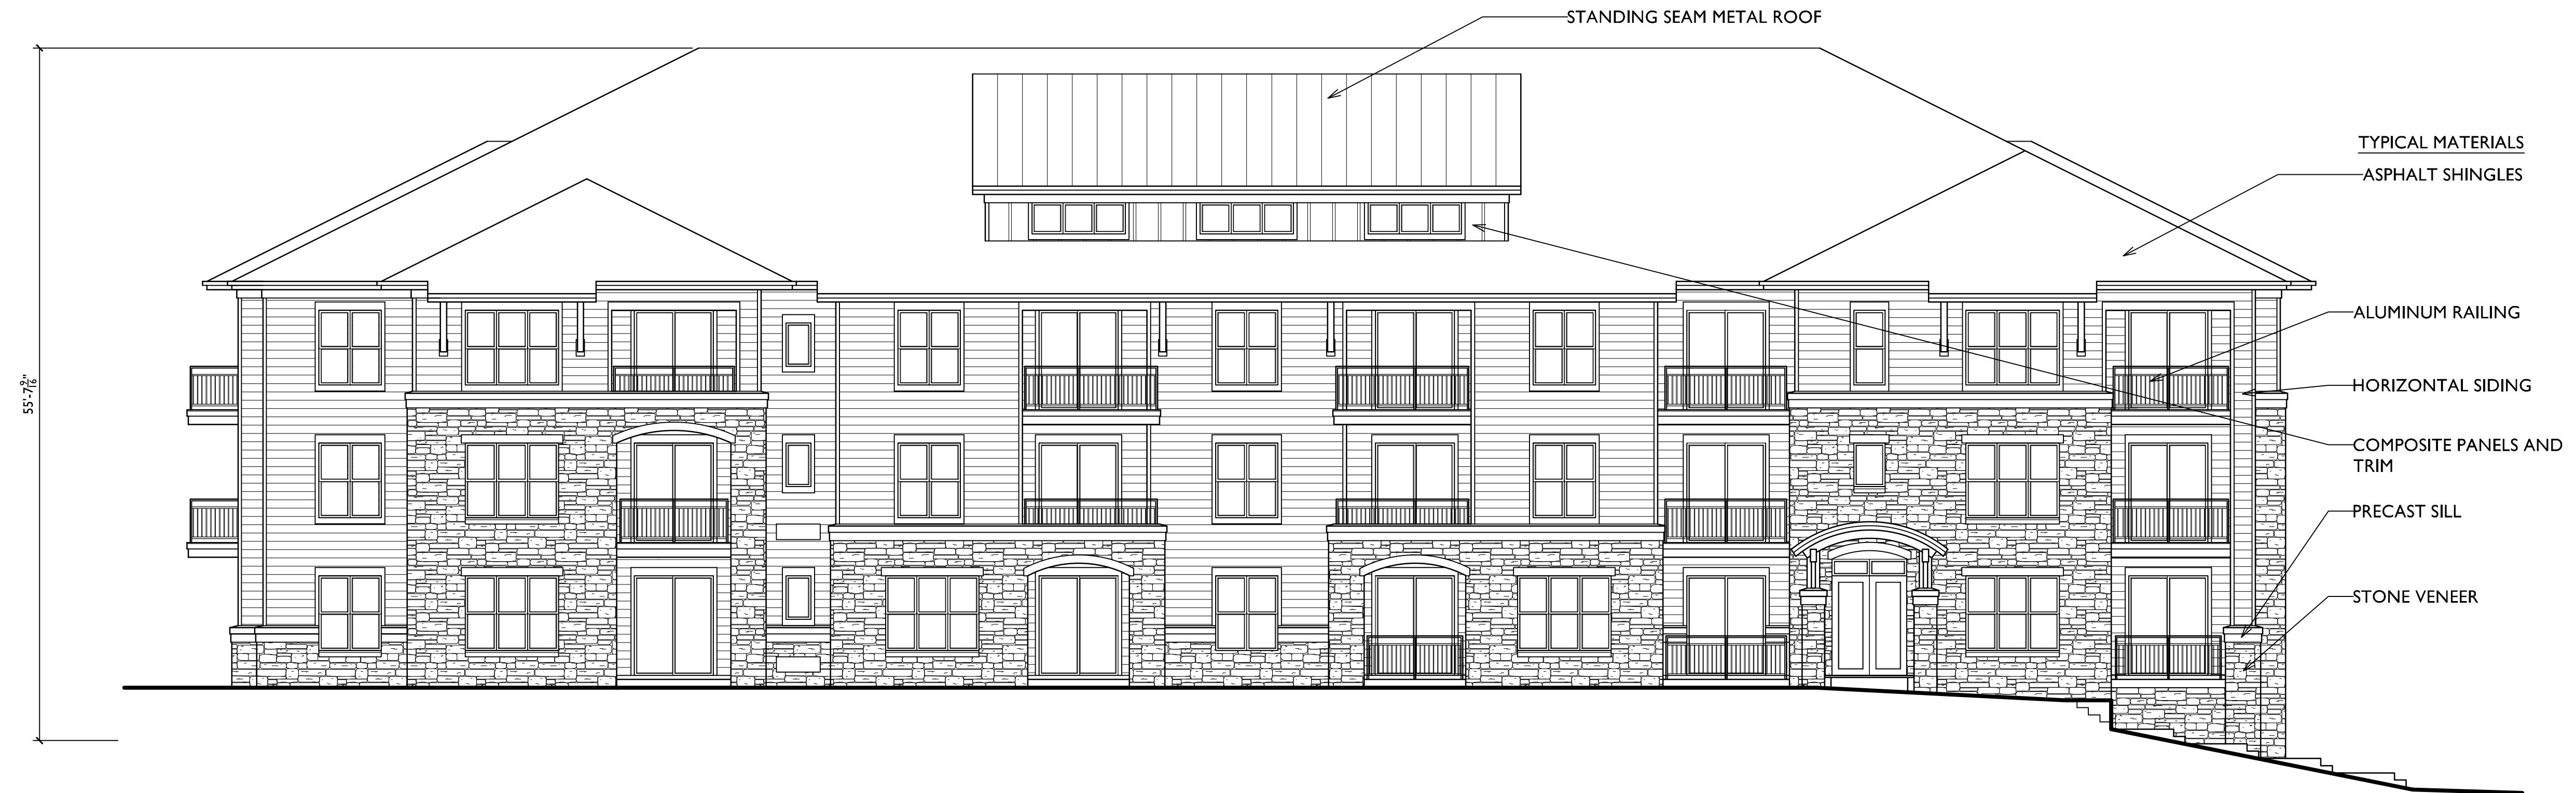 STANDING SEAM METAL ROOF
TYPICAL MATERIALS
ASPHALT SHINGLES
ALUMINUM RAILING
HORIZONTAL SIDING
COMPOSITE PANELS AND
TRIM
PRECAST SILL
STONE VENEER
55'-7 9/16"